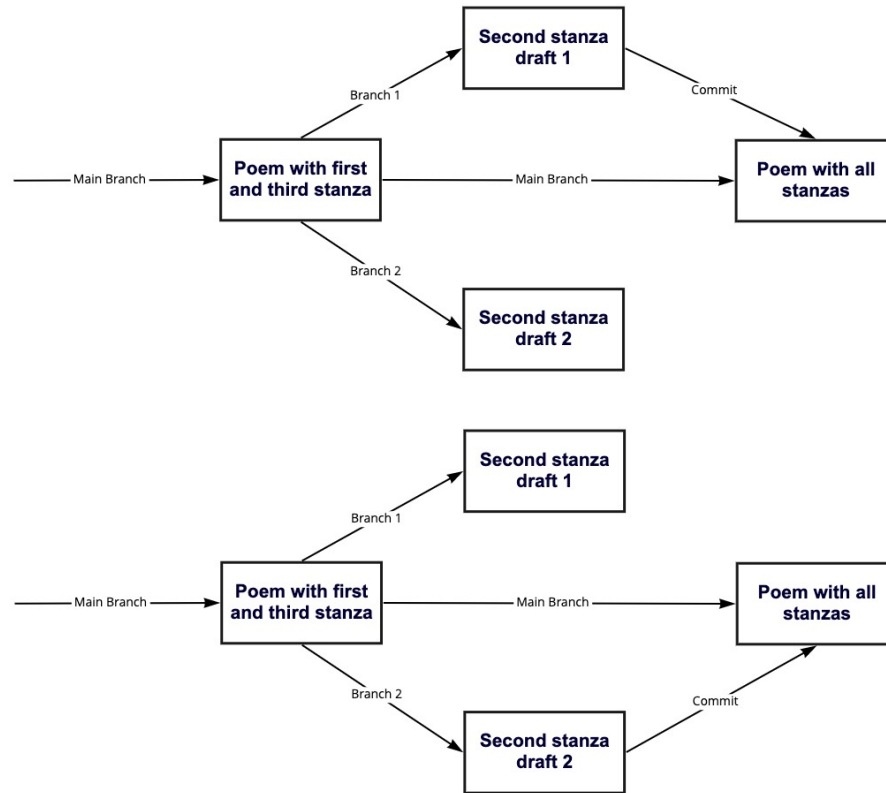 Second stanza
draft 1
Branch 1
Commit
Main Branch
Poem with first
and third stanza
Main Branch
Poem with all
stanzas
Branch 2
Second stanza
draft 2
Second stanza
draft 1
Branch 1
Main Branch
Poem with first
and third stanza
Main Branch
Poem with all
stanzas
Branch 2
Commit
Second stanza
draft 2